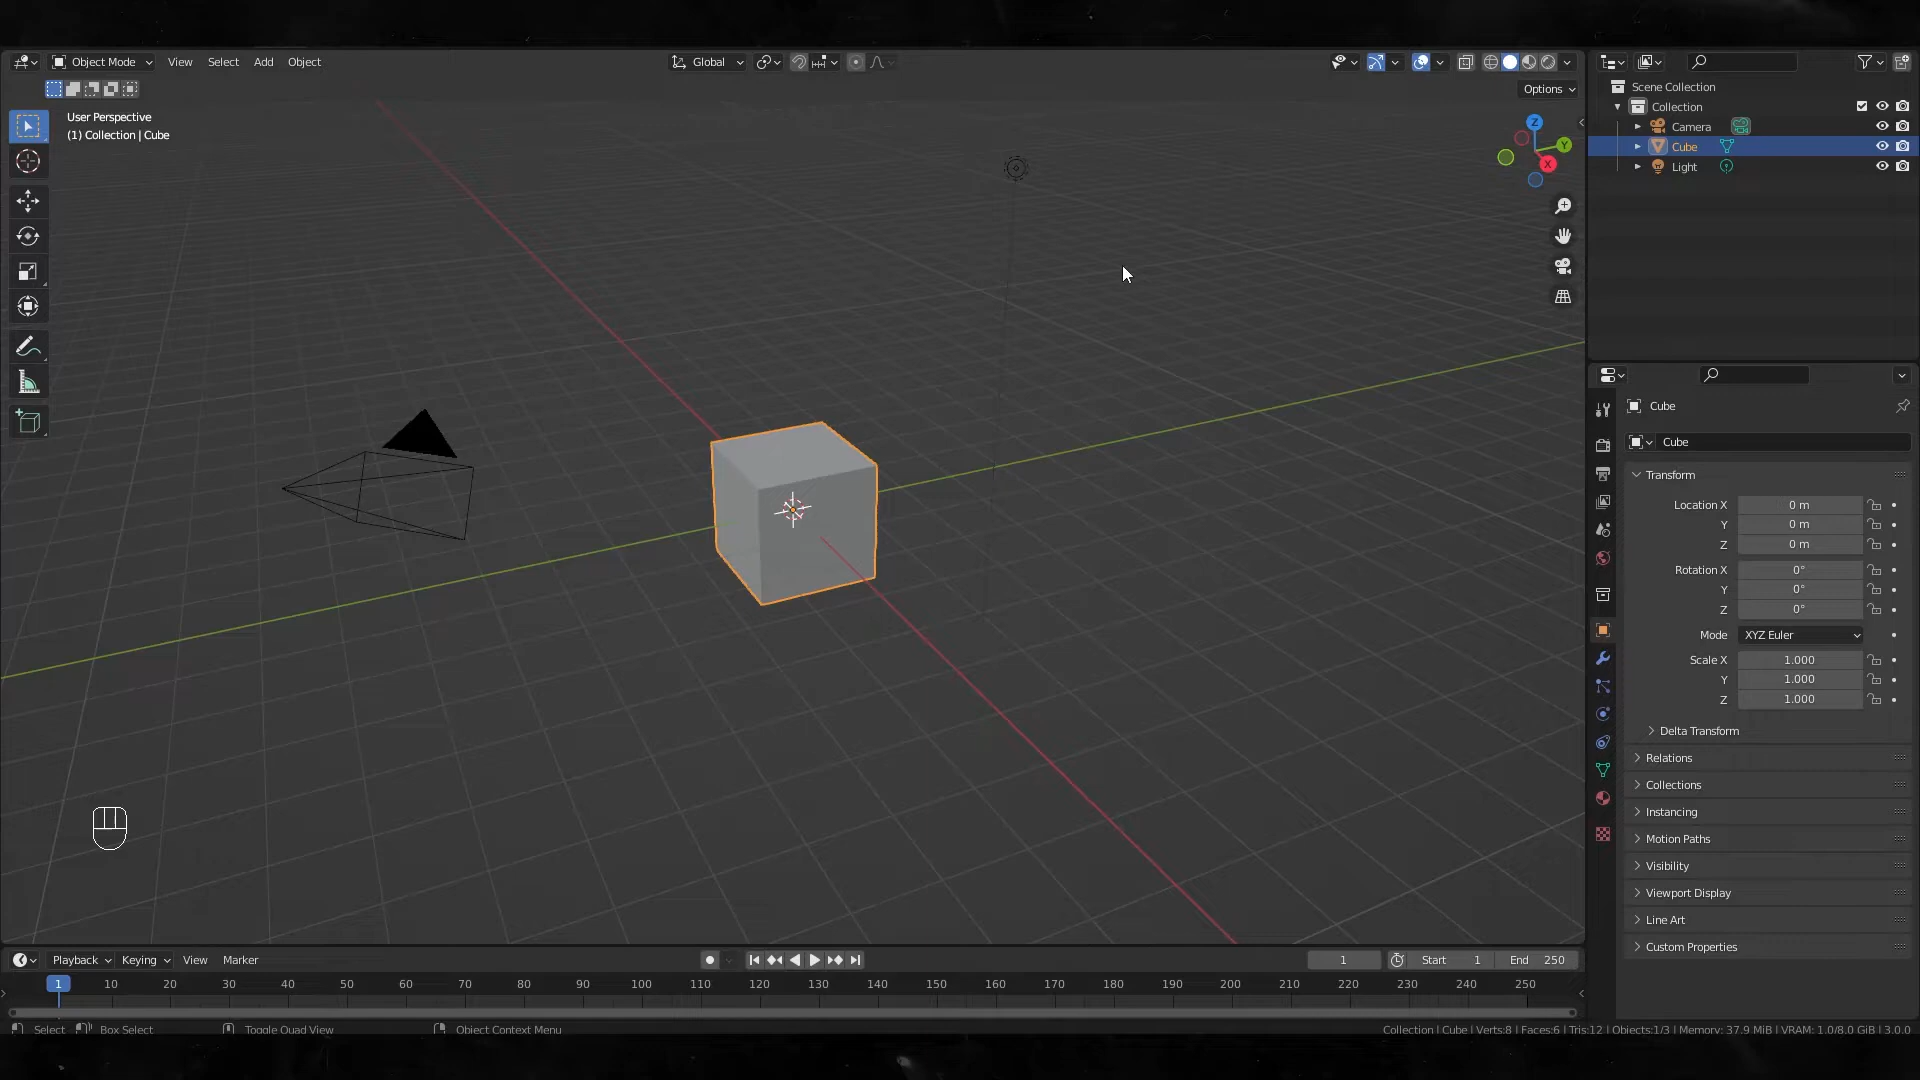 Object Mode View Select Add Object Global
Options
User Perspective
(1) Collection | Cube
Z
Y
X
Scene Collection
Collection
Camera
Cube
Light
Cube
Cube
Transform
Location X 0 m
Y 0 m
Z 0 m
Rotation X 0°
Y 0°
Z 0°
Mode XYZ Euler
Scale X 1.000
Y 1.000
Z 1.000
Delta Transform
Relations
Collections
Instancing
Motion Paths
Visibility
Viewport Display
Line Art
Custom Properties
Playback Keying View Marker 1 Start 1 End 250
1 10 20 30 40 50 60 70 80 90 100 110 120 130 140 150 160 170 180 190 200 210 220 230 240 250
Select Box Select Toggle Quad View Object Context Menu Collection | Cube | Verts:8 | Faces:6 | Tris:12 | Objects:1/3 | Memory: 37.9 MiB | VRAM: 1.0/8.0 GiB | 3.0.0